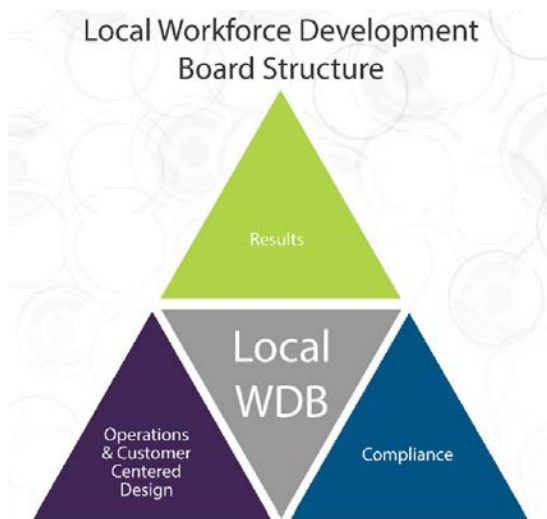 Local Workforce Development
Board Structure
Results
Local
WDB
Operations
& Customer
Centered
Design
Compliance